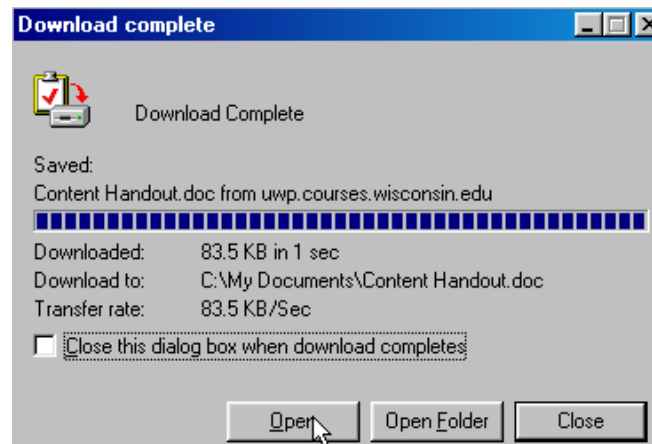 Download complete
Download Complete
Saved:
Content Handout.doc from uwp.courses.wisconsin.edu
Downloaded: 83.5 KB in 1 sec
Download to: C:\My Documents\Content Handout.doc
Transfer rate: 83.5 KB/Sec
Close this dialog box when download completes
Open Open Folder Close